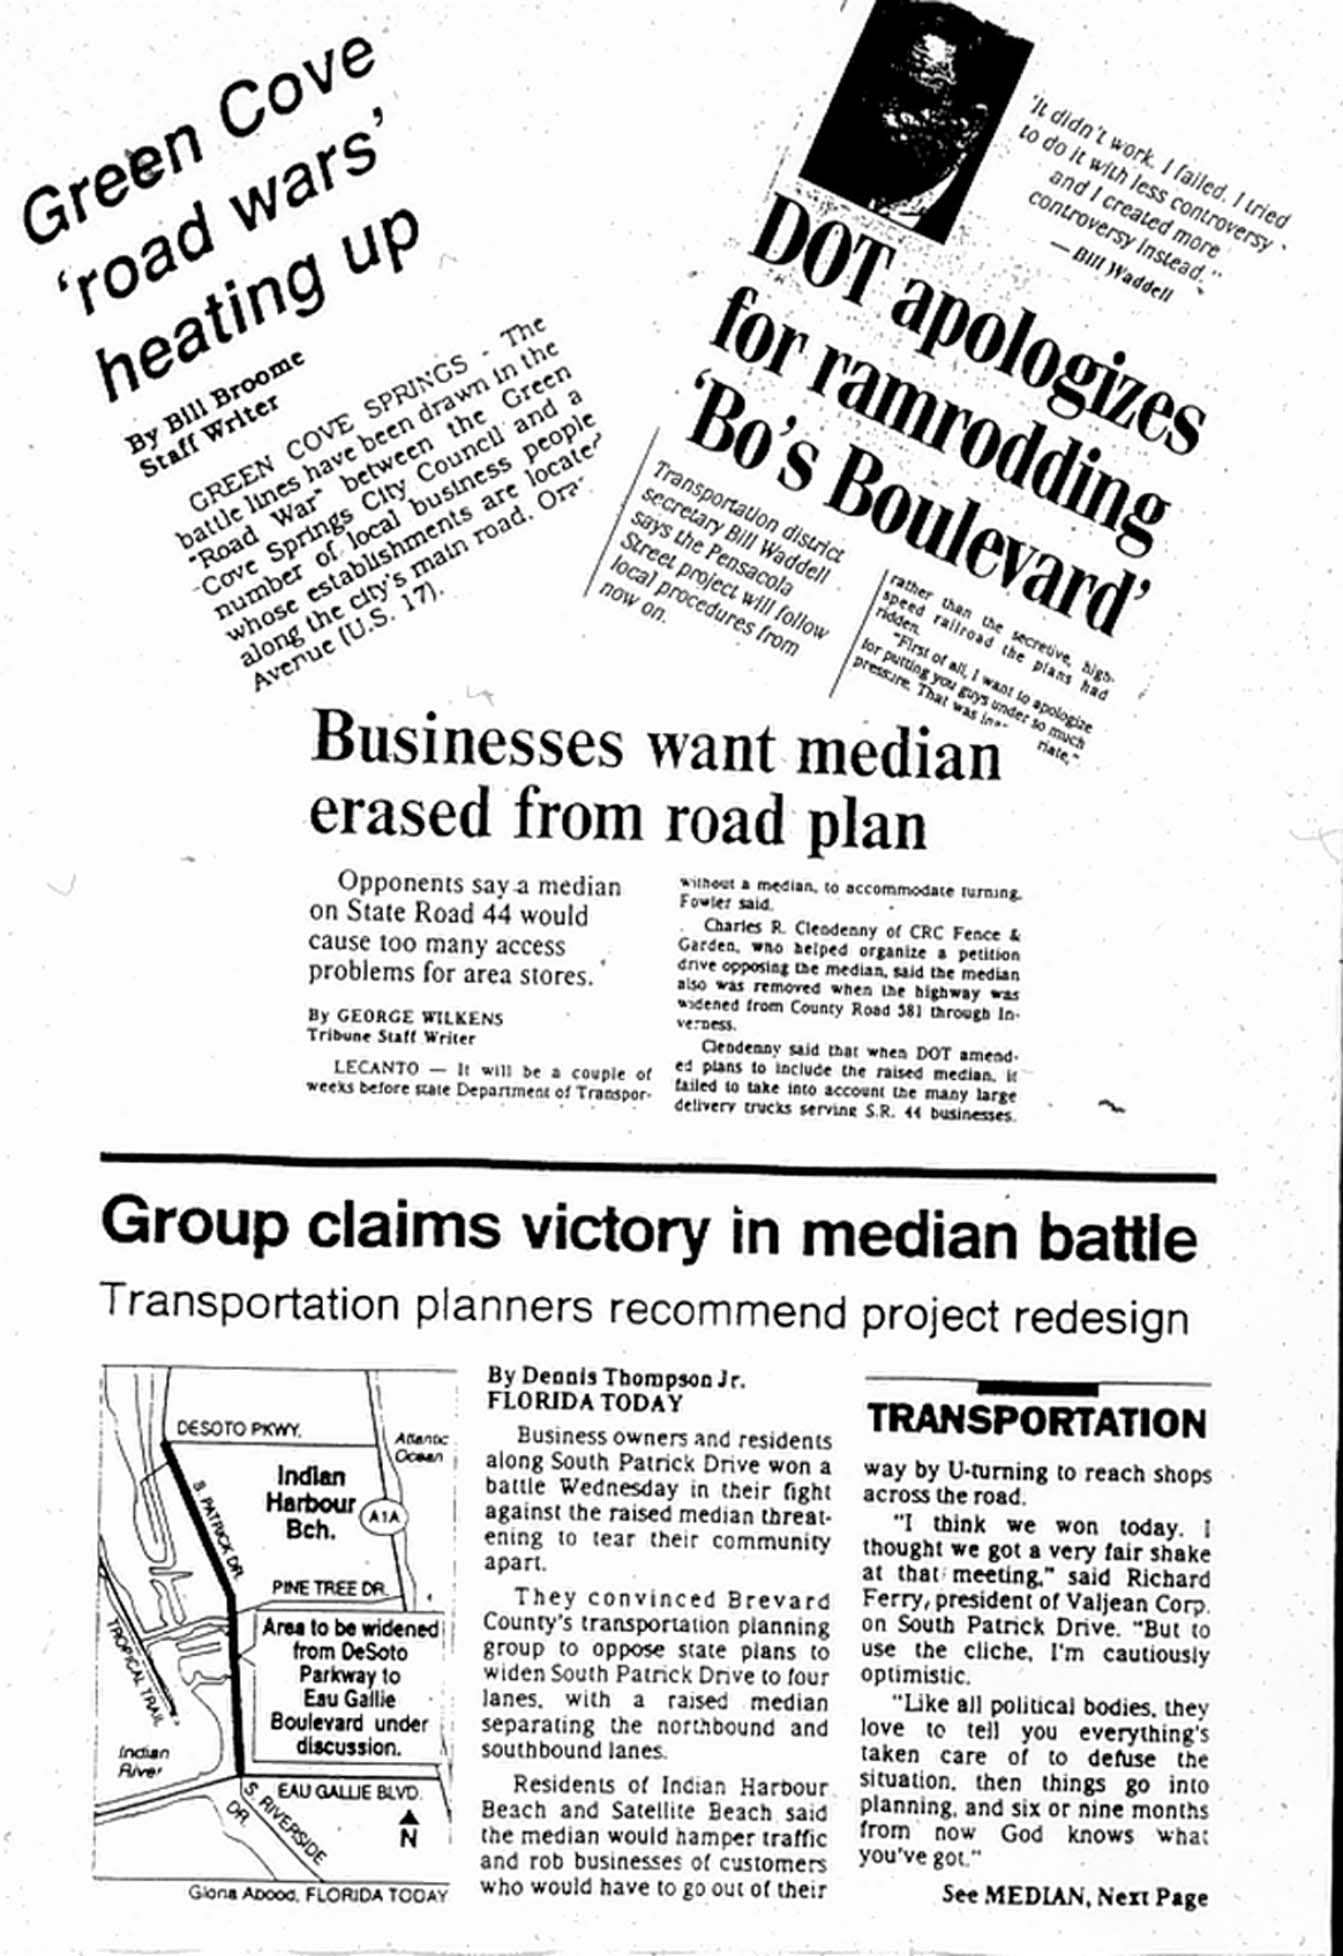 Green Cove
'road wars'
heating up
By Bill Broome
Staff Writer
GREEN COVE SPRINGS - The
battle lines have been drawn in the
"Road War" between the Green
Cove Springs City Council and a
number of local business people
whose establishments are located
along the city's main road, Ora-
Avenue (U.S. 17).
'It didn't work. I failed. I tried
to do it with less controversy
and I created more
controversy instead."
— Bill Waddell
DOT apologizes
for ramrodding
'Bo's Boulevard'
Transportation district
secretary Bill Waddell
says the Pensacola
Street project will follow
local procedures from
now on.
rather than the secretive, high-
speed railroad the plans had
ridden.
"First of all, I want to apologize
for putting you guys under so much
pressure. That was
riate,"
Businesses want median
erased from road plan
Opponents say a median
on State Road 44 would
cause too many access
problems for area stores.
By GEORGE WILKENS
Tribune Staff Writer
LECANTO — It will be a couple of
weeks before state Department of Transpor-
without a median, to accommodate turning,
Fowler said.
Charles R. Clendenny of CRC Fence &
Garden, who helped organize a petition
drive opposing the median, said the median
also was removed when the highway was
widened from County Road 581 through In-
verness.
Clendenny said that when DOT amend-
ed plans to include the raised median, it
failed to take into account the many large
delivery trucks serving S.R. 44 businesses.
Group claims victory in median battle
Transportation planners recommend project redesign
DESOTO PKWY.
Atlantic
Ocean
Indian
Harbour
Bch.
A1A
S. PATRICK DR.
PINE TREE DR.
Area to be widened
from DeSoto
Parkway to
Eau Gallie
Boulevard under
discussion.
TROPICAL TRAIL
Indian
River
EAU GALLIE BLVD.
S. RIVERSIDE
DR.
N
Gloria Abood, FLORIDA TODAY
By Dennis Thompson Jr.
FLORIDA TODAY
Business owners and residents
along South Patrick Drive won a
battle Wednesday in their fight
against the raised median threat-
ening to tear their community
apart.
They convinced Brevard
County's transportation planning
group to oppose state plans to
widen South Patrick Drive to four
lanes, with a raised median
separating the northbound and
southbound lanes.
Residents of Indian Harbour
Beach and Satellite Beach said
the median would hamper traffic
and rob businesses of customers
who would have to go out of their
TRANSPORTATION
way by U-turning to reach shops
across the road.
"I think we won today. I
thought we got a very fair shake
at that meeting," said Richard
Ferry, president of Valjean Corp.
on South Patrick Drive. "But to
use the cliche, I'm cautiously
optimistic.
"Like all political bodies, they
love to tell you everything's
taken care of to defuse the
situation, then things go into
planning, and six or nine months
from now God knows what
you've got."
See MEDIAN, Next Page